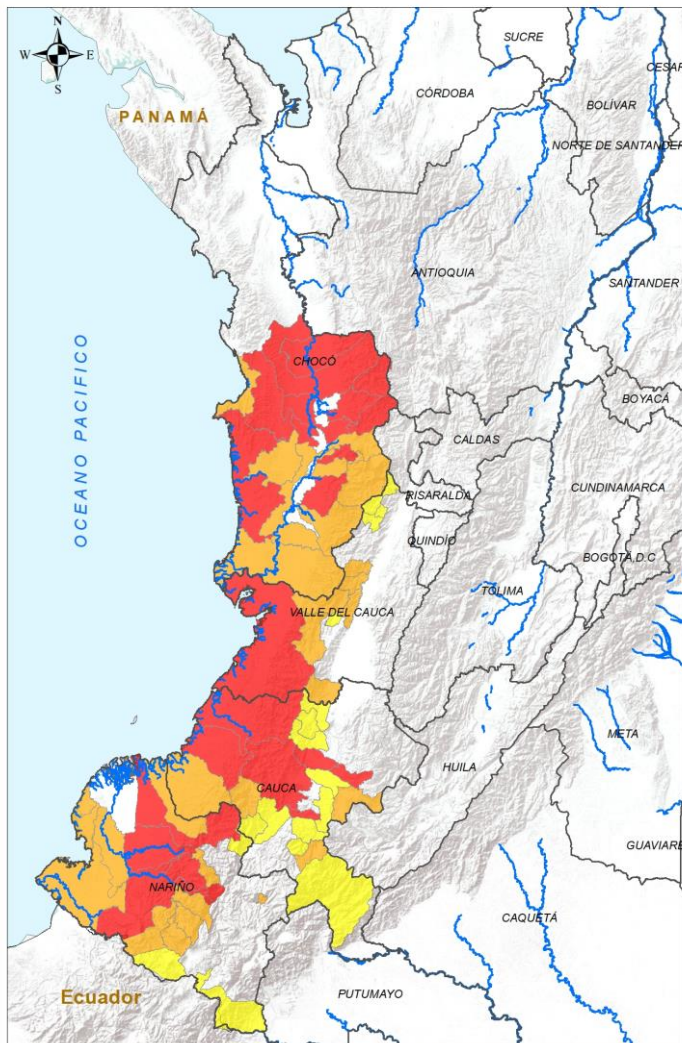 N
W E
S
SUCRE
CESAR
CÓRDOBA
BOLÍVAR
PANAMÁ
NORTE DE SANTANDER
ANTIOQUIA
SANTANDER
OCEANO PACIFICO
CHOCÓ
BOYACÁ
CALDAS
RISARALDA
CUNDINAMARCA
QUINDÍO
BOGOTÁ D.C
TOLIMA
VALLE DEL CAUCA
META
HUILA
CAUCA
GUAVIARE
NARIÑO
CAQUETÁ
Ecuador
PUTUMAYO